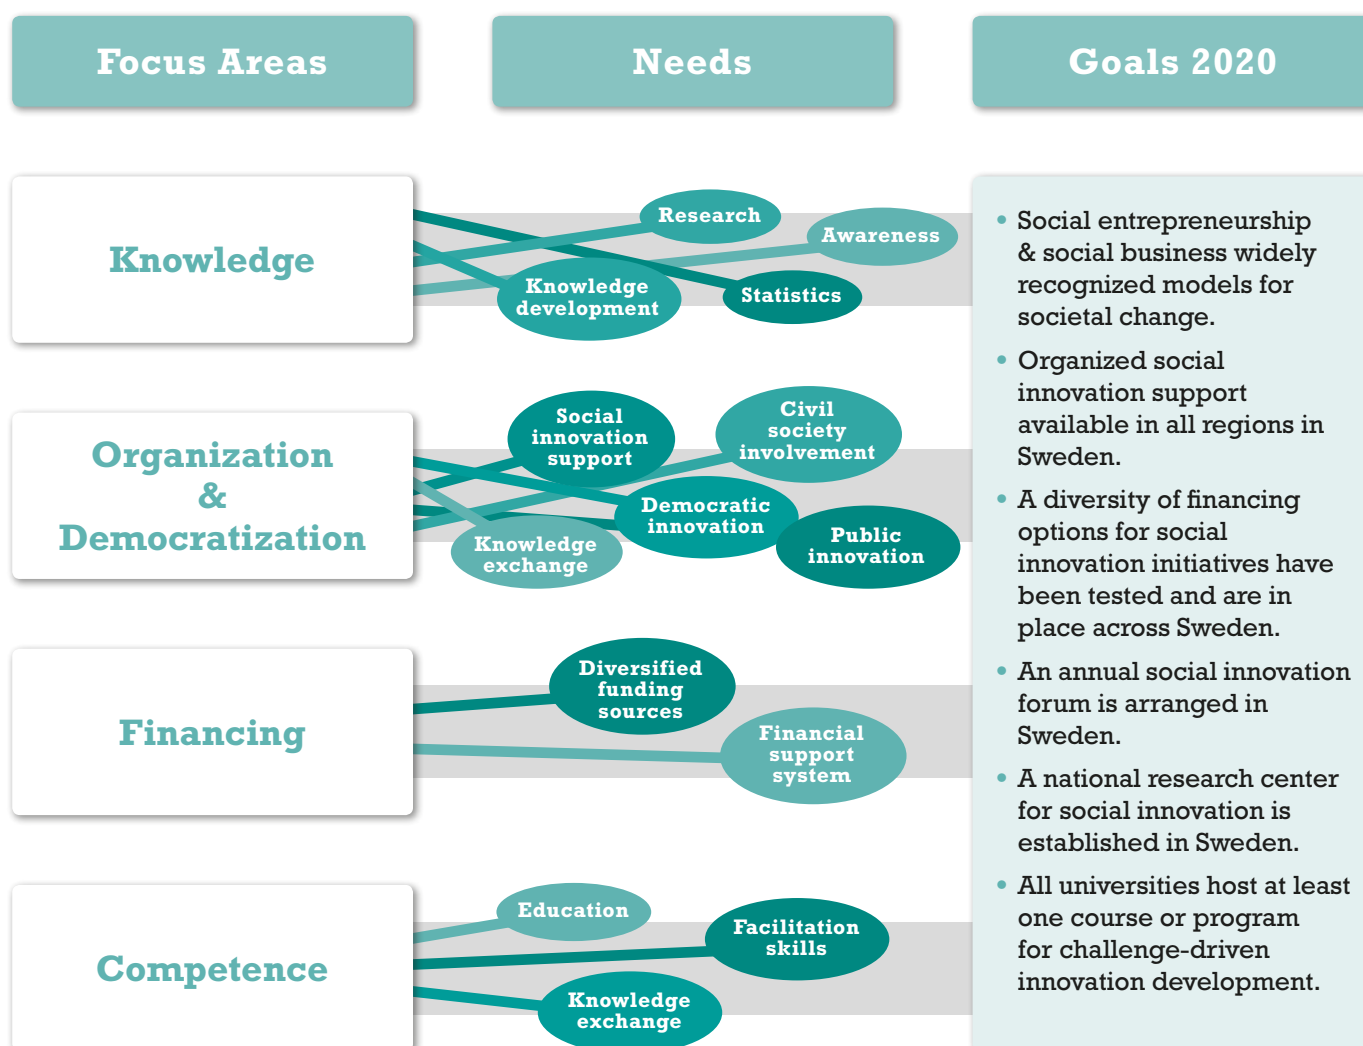 Focus Areas
Needs
Goals 2020
Knowledge
Research
Awareness
Knowledge
development
Statistics
Organization
&
Democratization
Social
innovation
support
Civil
society
involvement
Democratic
innovation
Knowledge
exchange
Public
innovation
Financing
Diversified
funding
sources
Financial
support
system
Competence
Education
Facilitation
skills
Knowledge
exchange
• Social entrepreneurship
& social business widely
recognized models for
societal change.
• Organized social
innovation support
available in all regions in
Sweden.
• A diversity of financing
options for social
innovation initiatives have
been tested and are in
place across Sweden.
• An annual social innovation
forum is arranged in
Sweden.
• A national research center
for social innovation is
established in Sweden.
• All universities host at least
one course or program
for challenge-driven
innovation development.